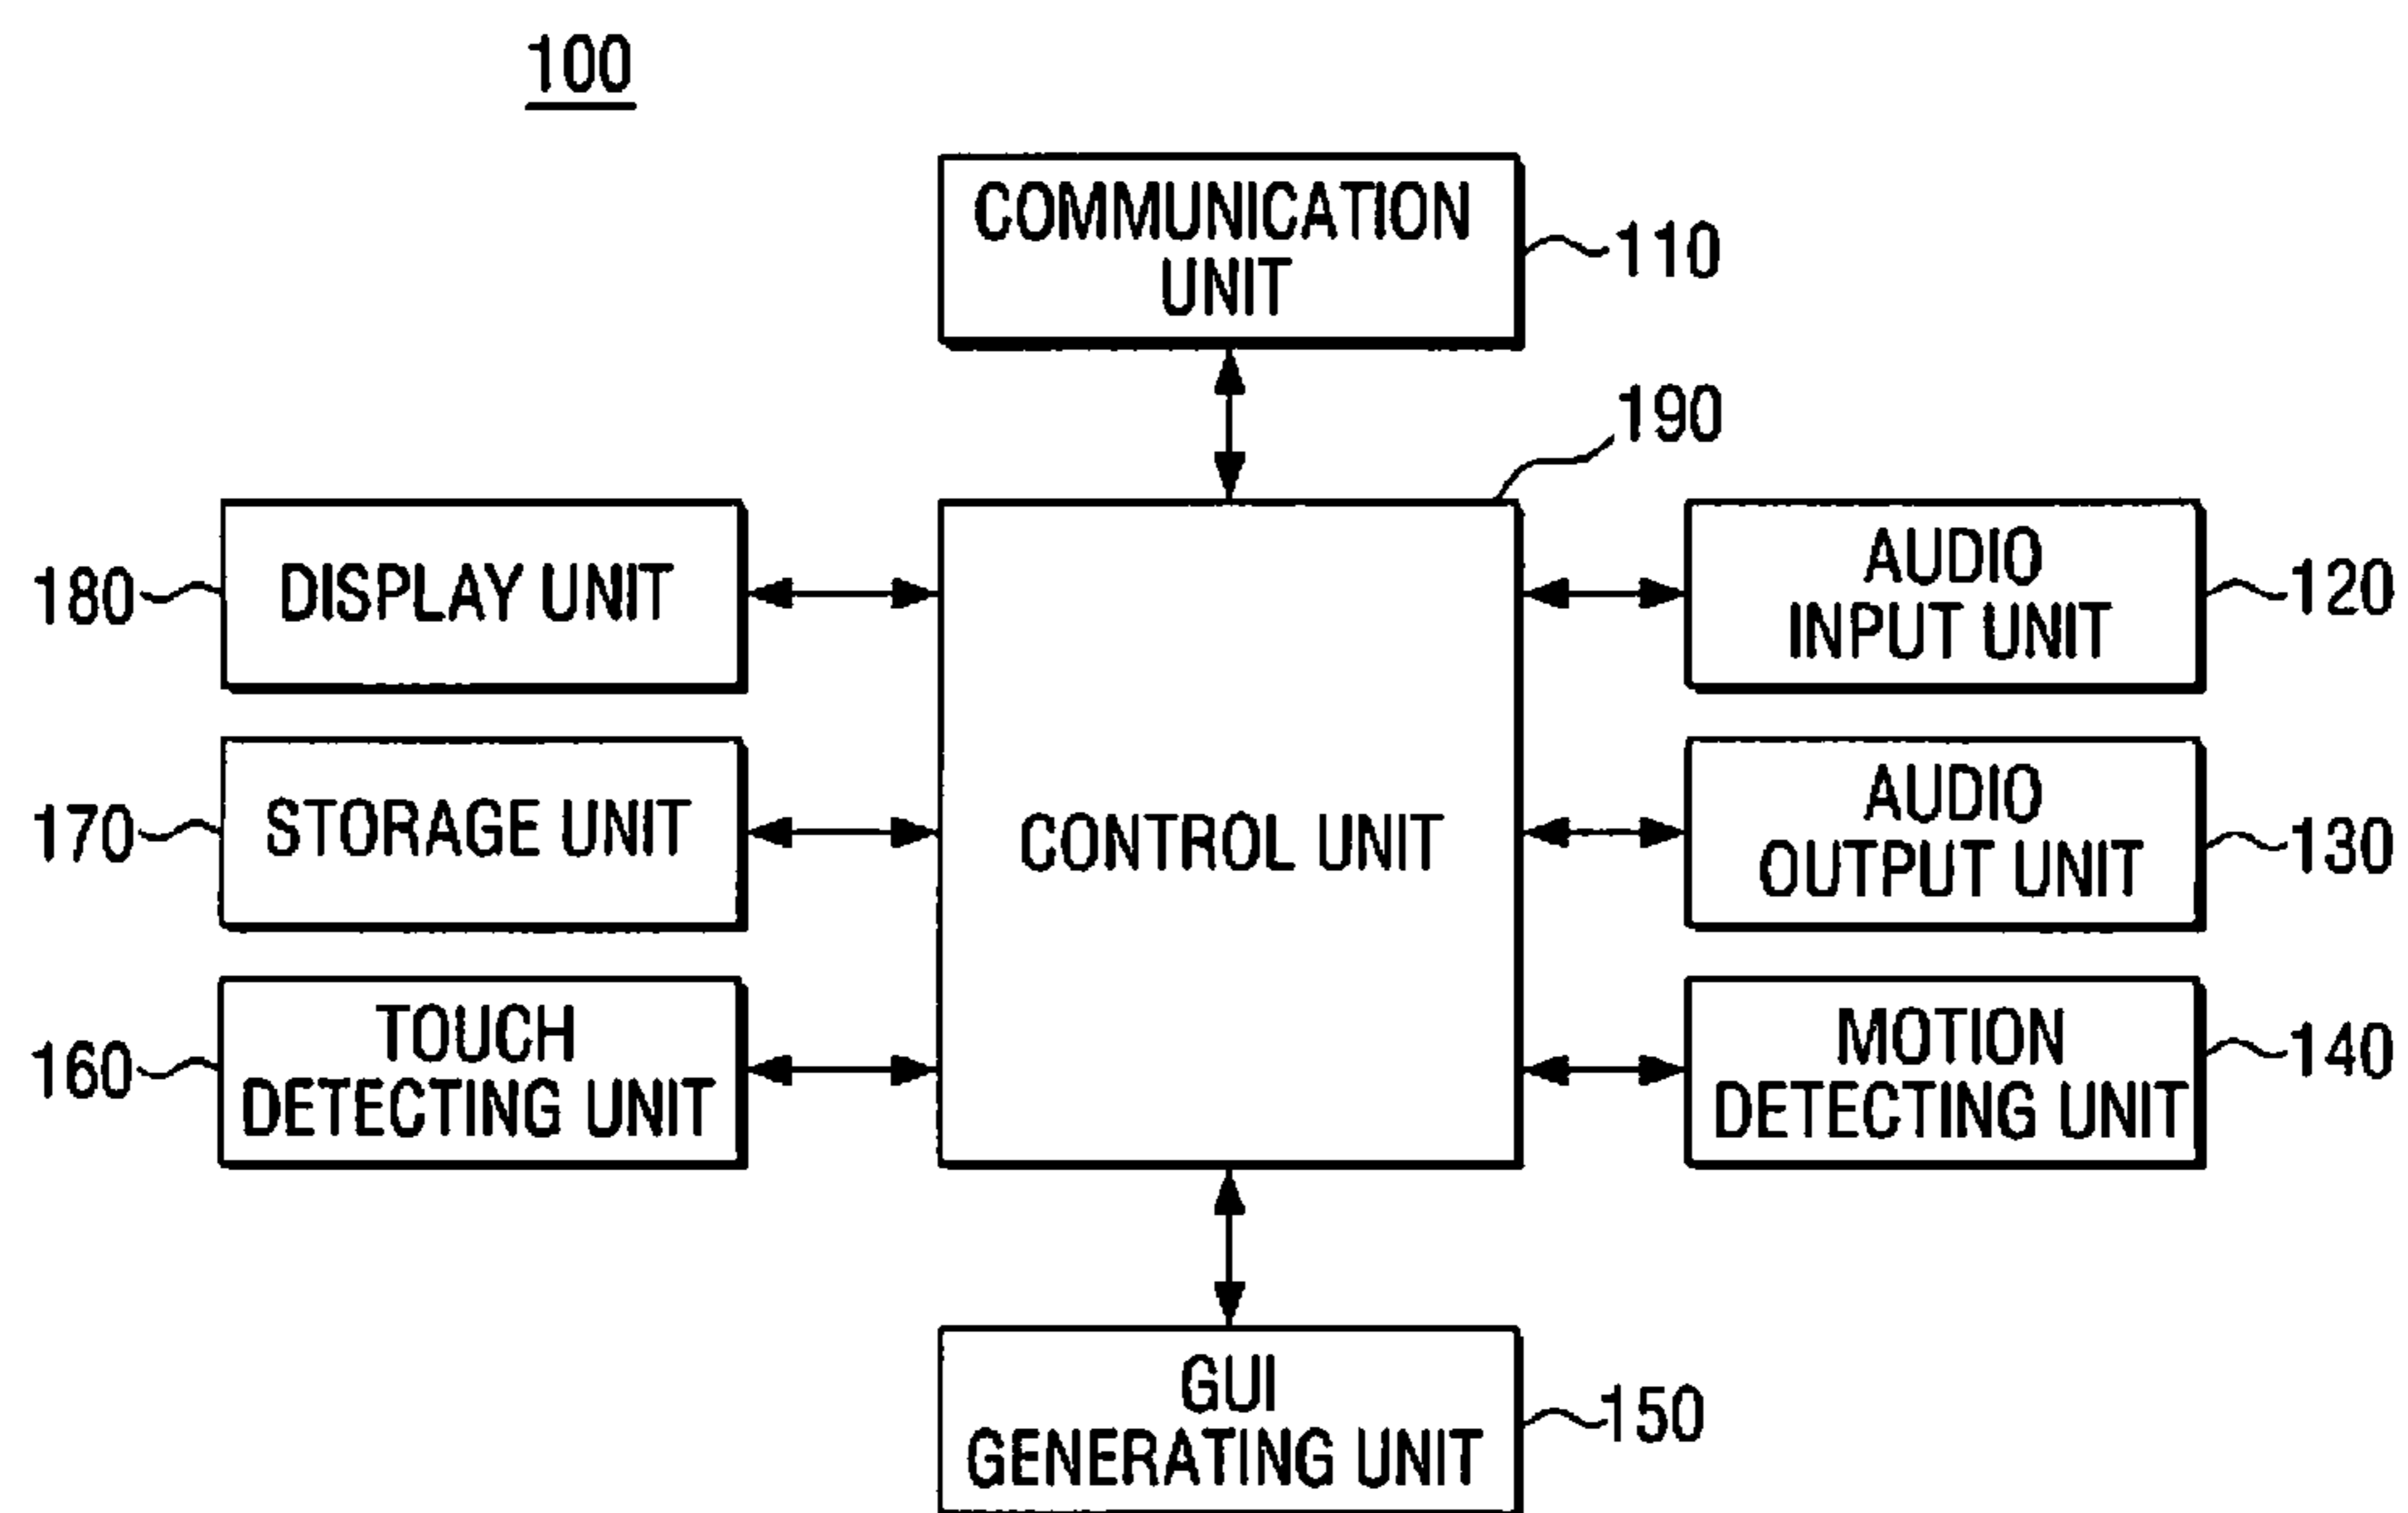 100
COMMUNICATION
UNIT
110
190
180
DISPLAY UNIT
AUDIO
INPUT UNIT
120
170
STORAGE UNIT
CONTROL UNIT
AUDIO
OUTPUT UNIT
130
160
TOUCH
DETECTING UNIT
MOTION
DETECTING UNIT
140
GUI
GENERATING UNIT
150